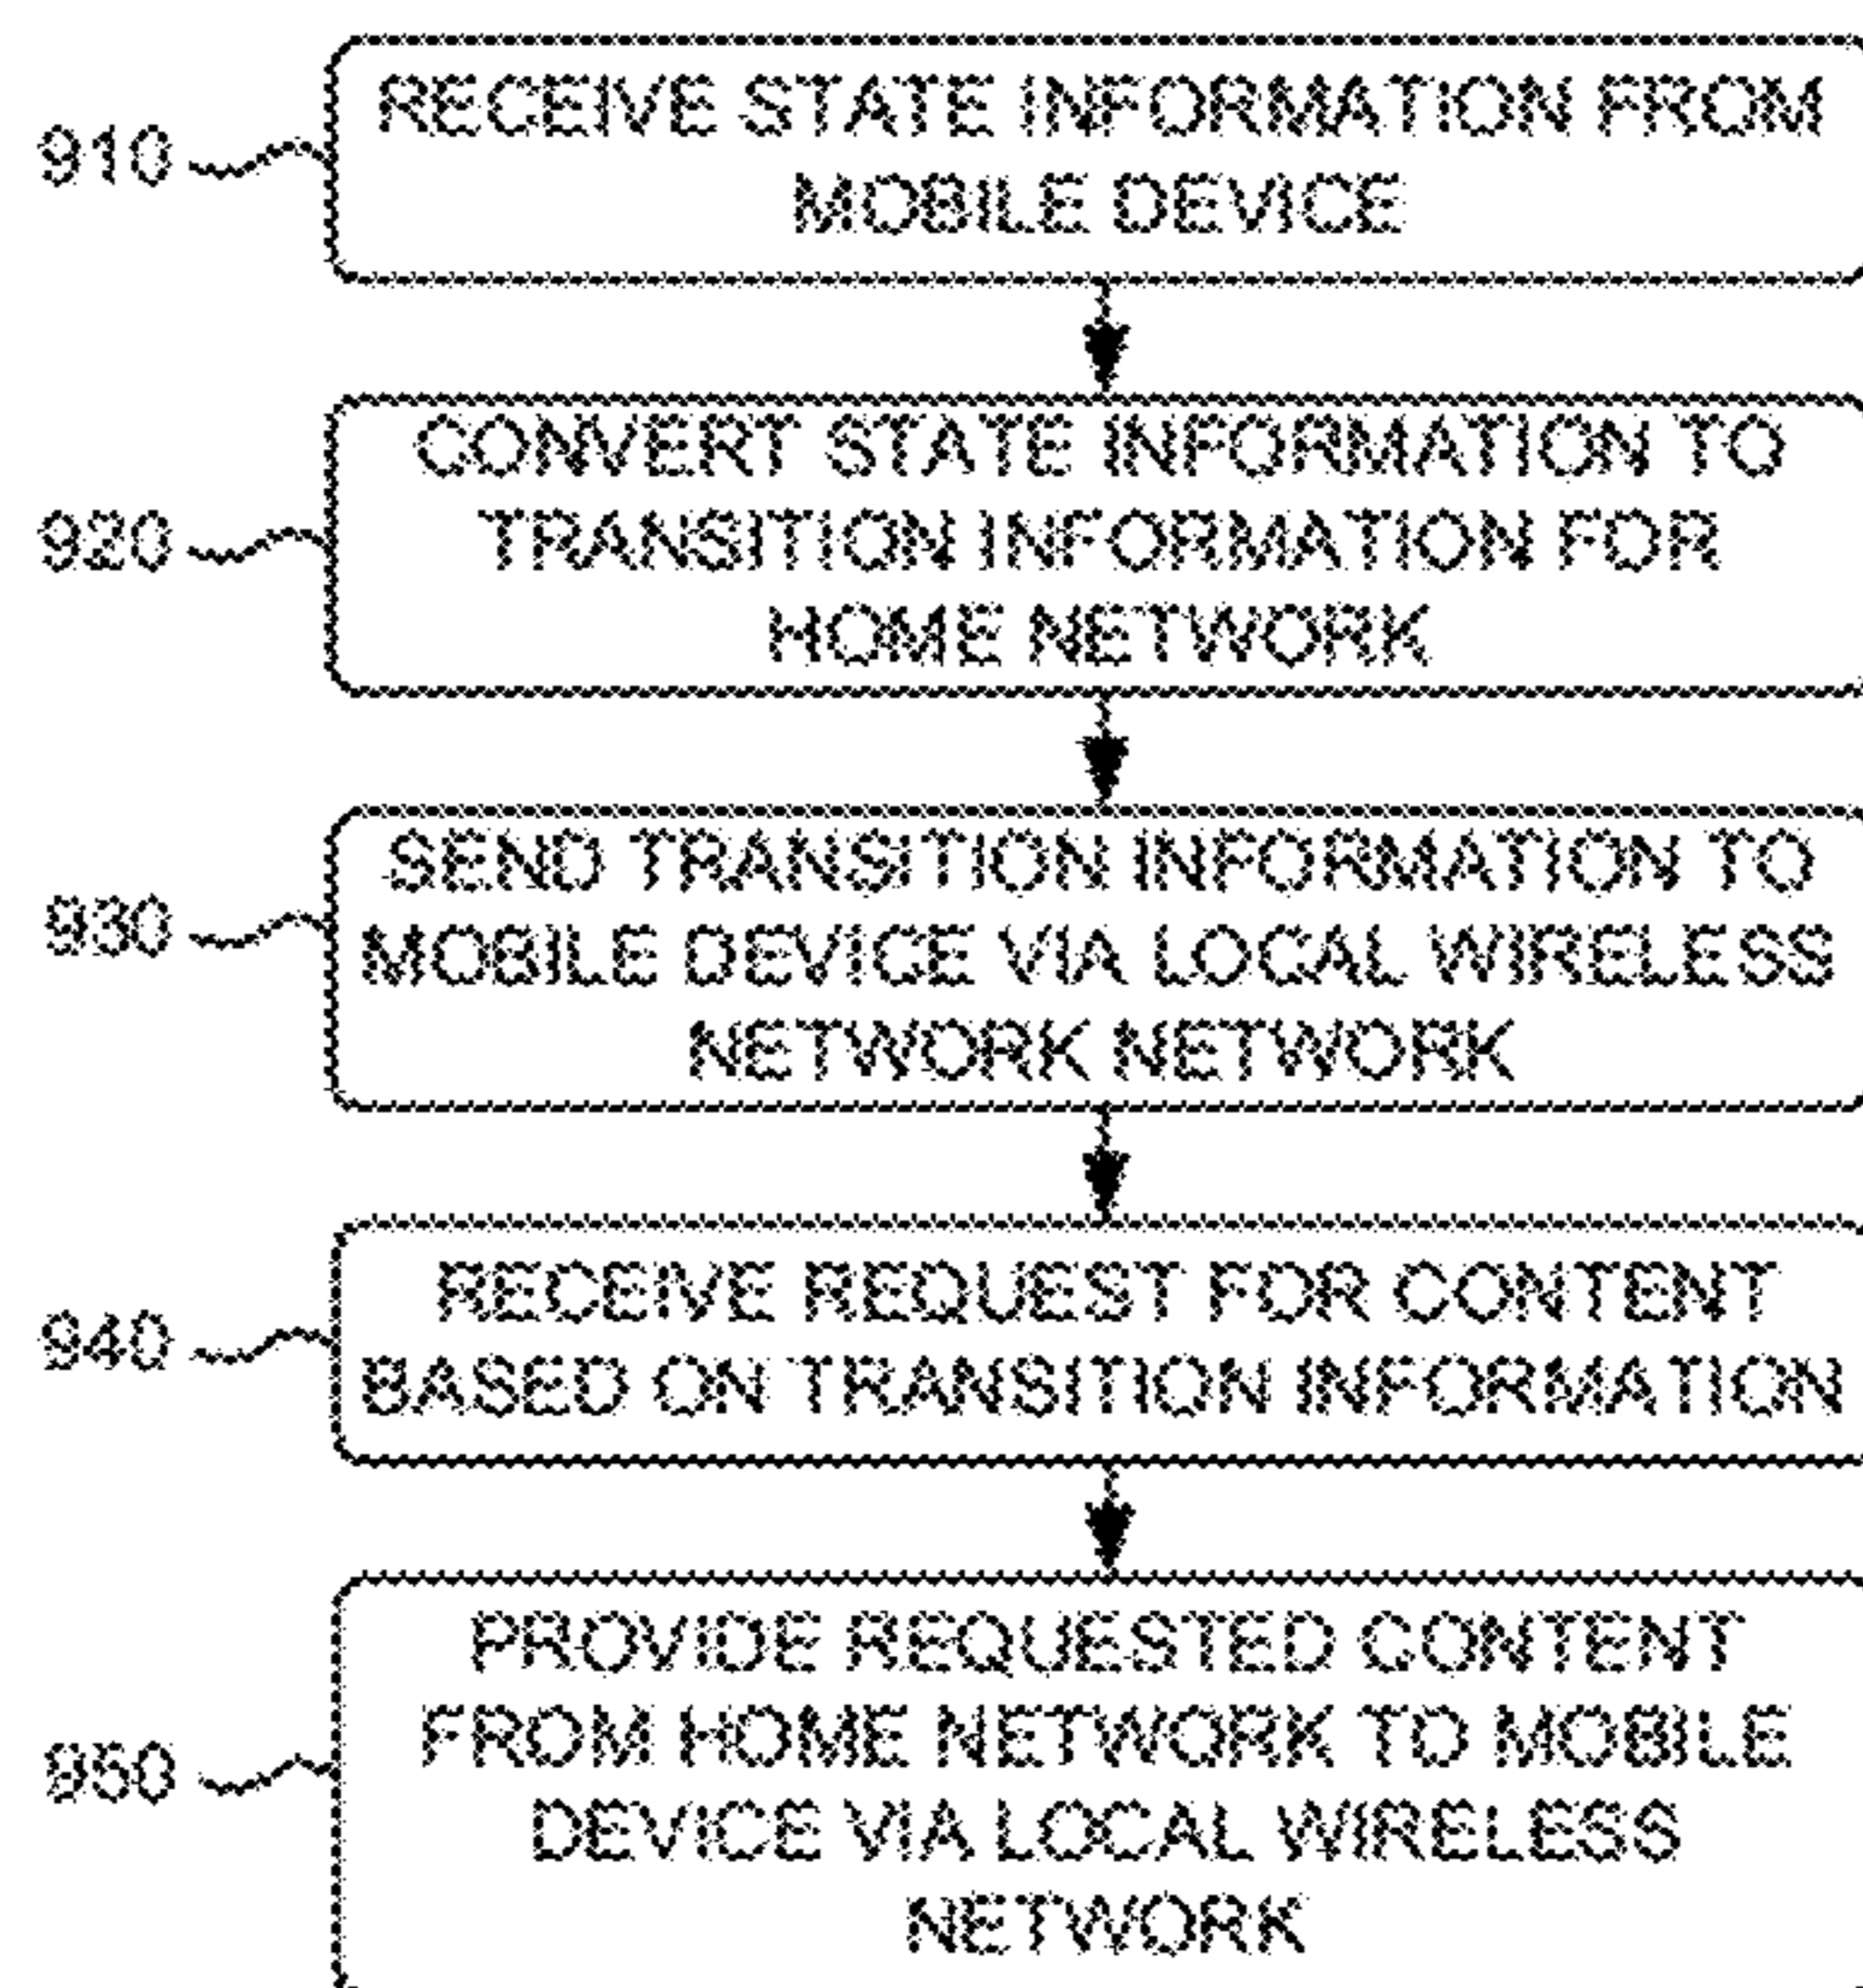 910
RECEIVE STATE INFORMATION FROM
MOBILE DEVICE
920
CONVERT STATE INFORMATION TO
TRANSITION INFORMATION FOR
HOME NETWORK
930
SEND TRANSITION INFORMATION TO
MOBILE DEVICE VIA LOCAL WIRELESS
NETWORK NETWORK
940
RECEIVE REQUEST FOR CONTENT
BASED ON TRANSITION INFORMATION
950
PROVIDE REQUESTED CONTENT
FROM HOME NETWORK TO MOBILE
DEVICE VIA LOCAL WIRELESS
NETWORK